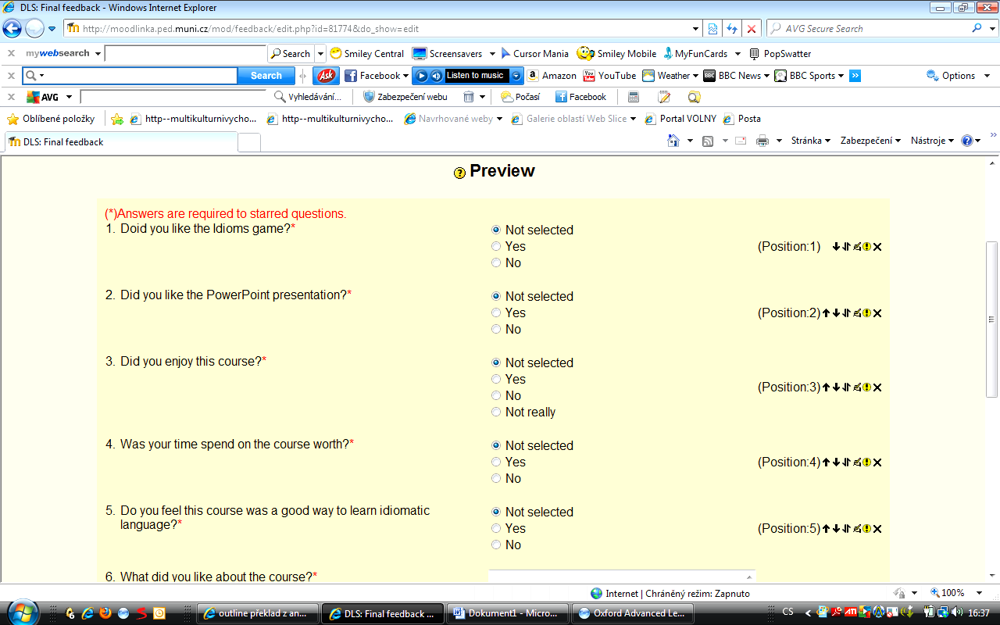 DLS: Final feedback - Windows Internet Explorer
http://moodlinka.ped.muni.cz/mod/feedback/edit.php?id=81774&do_show=edit AVG Secure Search
X mywebsearch Search Smiley Central Screensavers Cursor Mania Smiley Mobile MyFunCards PopSwatter
X Search Ask Facebook Listen to music Amazon YouTube Weather BBC News BBC Sports Options
X AVG Vyhledávání... Zabezpečení webu Počasí Facebook
Oblíbené položky http--multikulturnivycho... http--multikulturnivycho... Navrhované weby Galerie oblastí Web Slice Portal VOLNY Posta
DLS: Final feedback Stránka Zabezpečení Nástroje
Preview
(*)Answers are required to starred questions.
1. Doid you like the Idioms game?*
Not selected
Yes
No
(Position:1)
2. Did you like the PowerPoint presentation?*
Not selected
Yes
No
(Position:2)
3. Did you enjoy this course?*
Not selected
Yes
No
Not really
(Position:3)
4. Was your time spend on the course worth?*
Not selected
Yes
No
(Position:4)
5. Do you feel this course was a good way to learn idiomatic
language?*
Not selected
Yes
No
(Position:5)
6. What did you like about the course?*
Internet | Chráněný režim: Zapnuto 100%
outline překlad z an... DLS: Final feedback ... Dokument1 - Micro... Oxford Advanced Le... CS 16:37